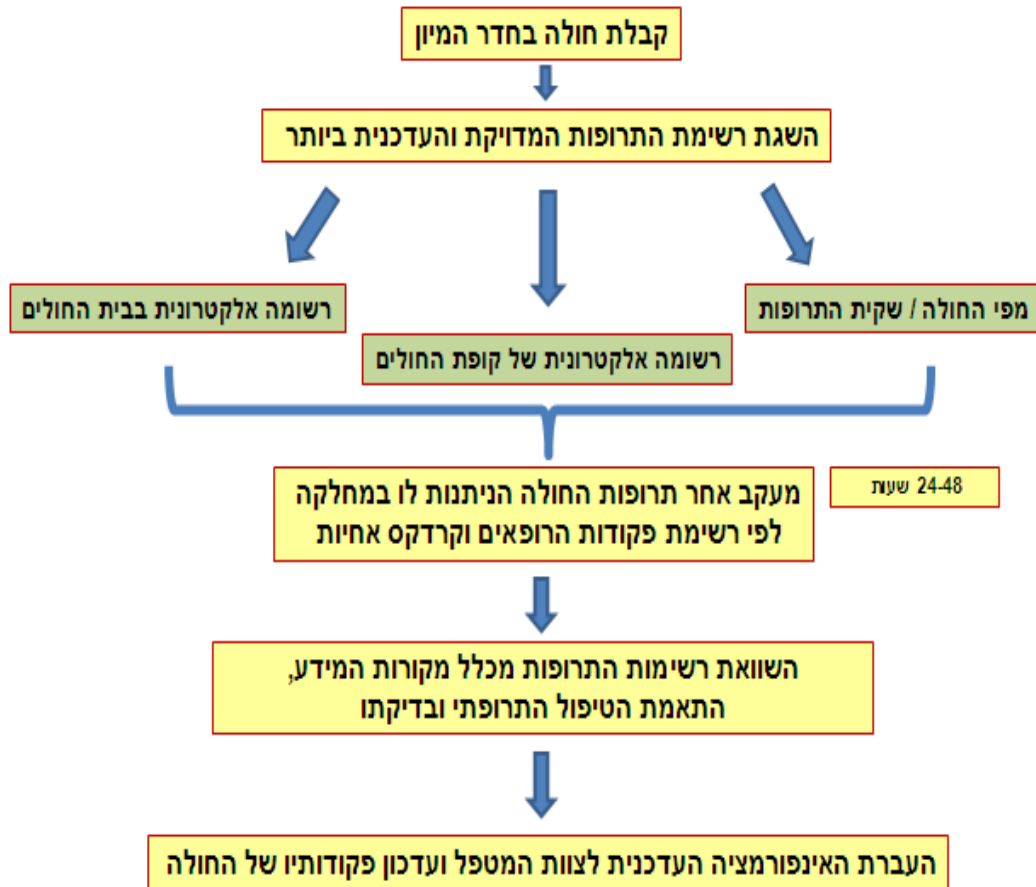 קבלת חולה בחדר המיון
השגת רשימת התרופות המדויקת והעדכנית ביותר
מפי החולה / שקית התרופות
רשומה אלקטרונית של קופת החולים
רשומה אלקטרונית בבית החולים
24-48 שעות
מעקב אחר תרופות החולה הניתנות לו במחלקה
לפי רשימת פקודות הרופאים וקרדקס אחיות
השוואת רשימות התרופות מכלל מקורות המידע,
התאמת הטיפול התרופתי ובדיקתו
העברת האינפורמציה העדכנית לצוות המטפל ועדכון פקודותיו של החולה